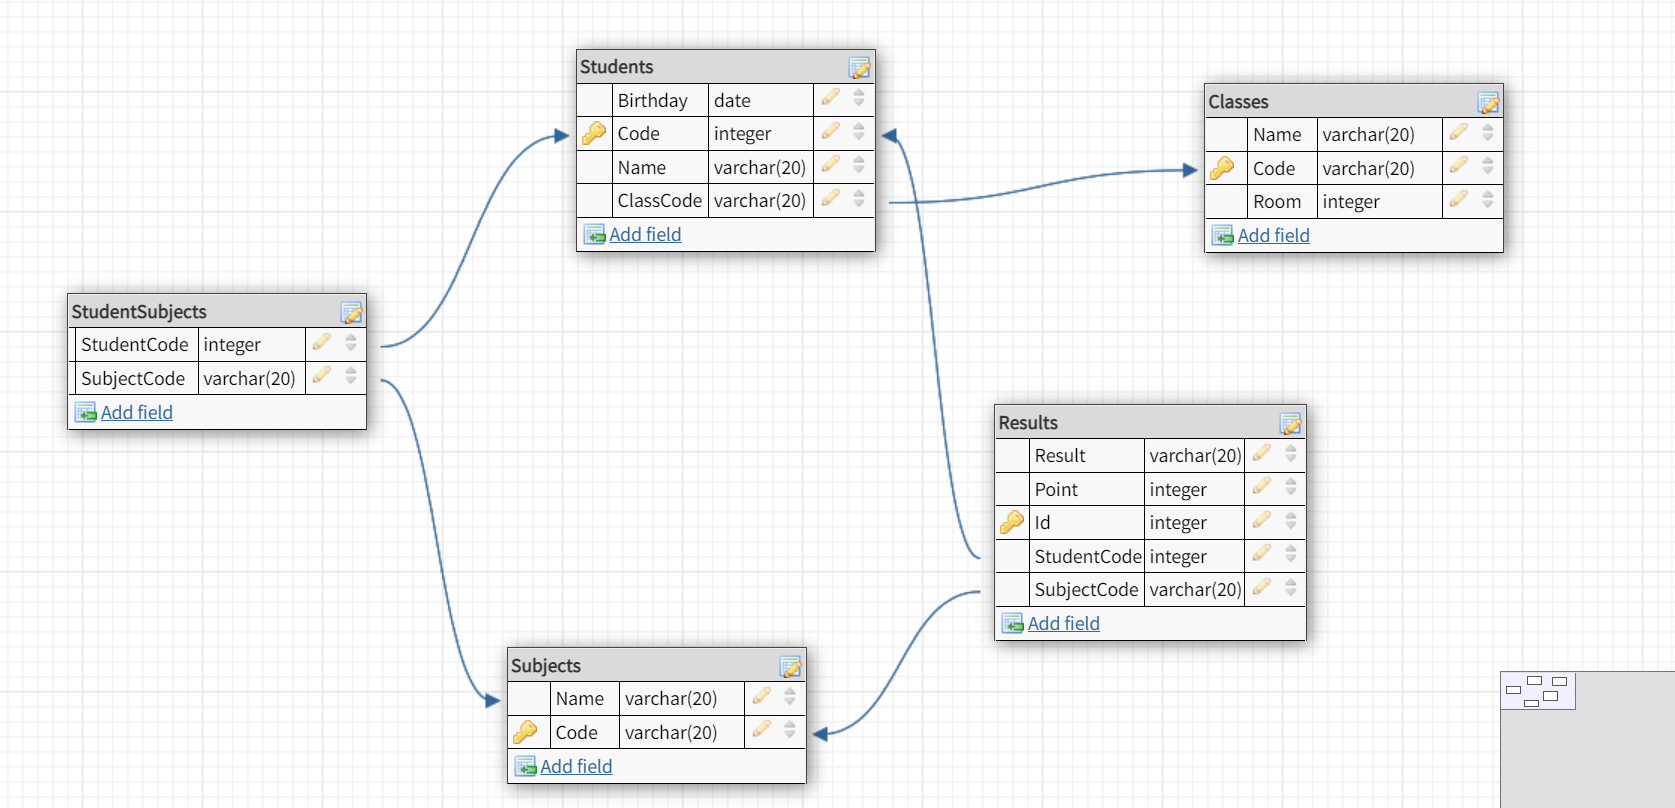 Students
Birthday date
Code integer
Name varchar(20)
ClassCode varchar(20)
Add field
Classes
Name varchar(20)
Code varchar(20)
Room integer
Add field
StudentSubjects
StudentCode integer
SubjectCode varchar(20)
Add field
Results
Result varchar(20)
Point integer
Id integer
StudentCode integer
SubjectCode varchar(20)
Add field
Subjects
Name varchar(20)
Code varchar(20)
Add field